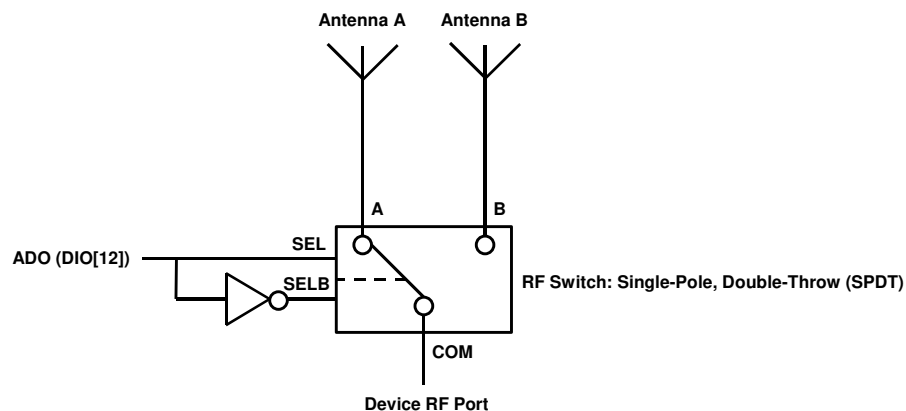 Antenna A
Antenna B
A
B
SEL
ADO (DIO[12])
SELB
RF Switch: Single-Pole, Double-Throw (SPDT)
COM
Device RF Port